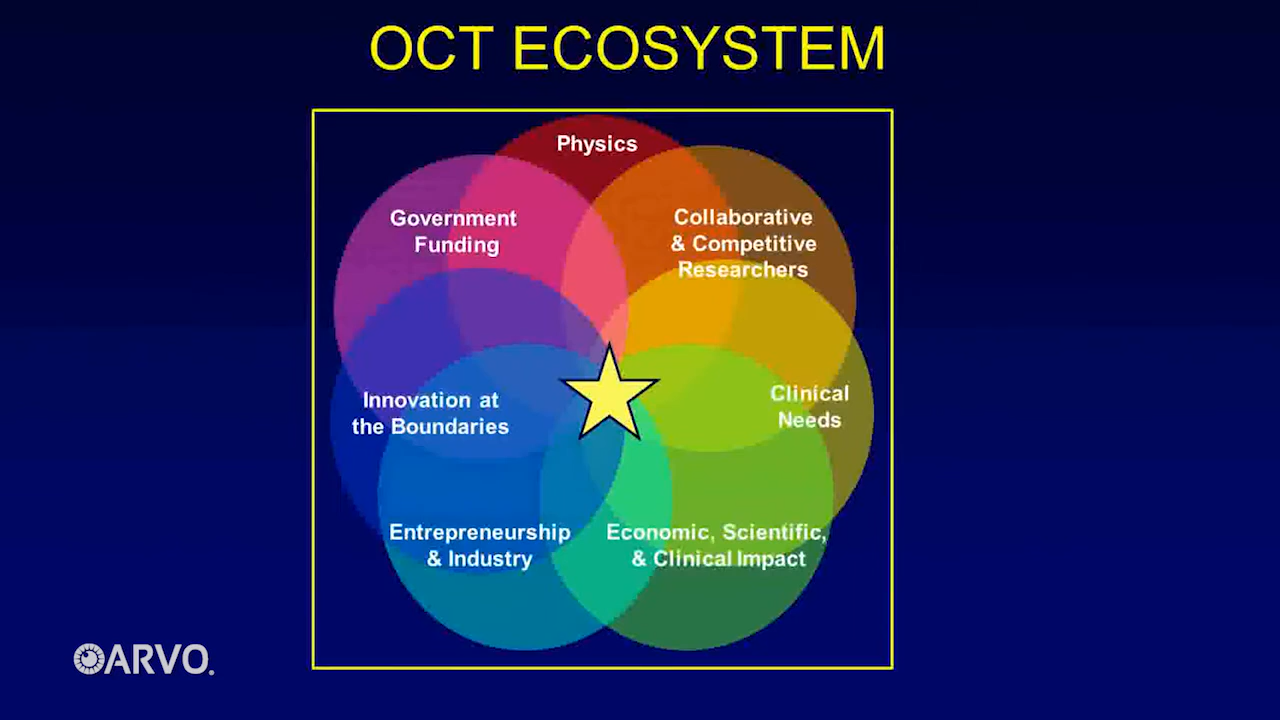 OCT ECOSYSTEM
Physics
Government
Funding
Collaborative
& Competitive
Researchers
Innovation at
the Boundaries
Clinical
Needs
Entrepreneurship
& Industry
Economic, Scientific,
& Clinical Impact
ARVO.